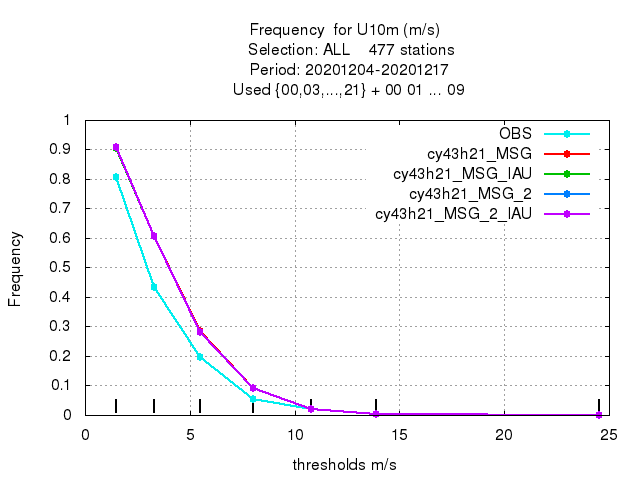 Frequency  for U10m (m/s)
Selection: ALL    477 stations
Period: 20201204-20201217
Used {00,03,...,21} + 00 01 ... 09
1
0.9
0.8
0.7
0.6
0.5
0.4
0.3
0.2
0.1
0
Frequency
OBS
cy43h21_MSG
cy43h21_MSG_IAU
cy43h21_MSG_2
cy43h21_MSG_2_IAU
0 5 10 15 20 25
thresholds m/s